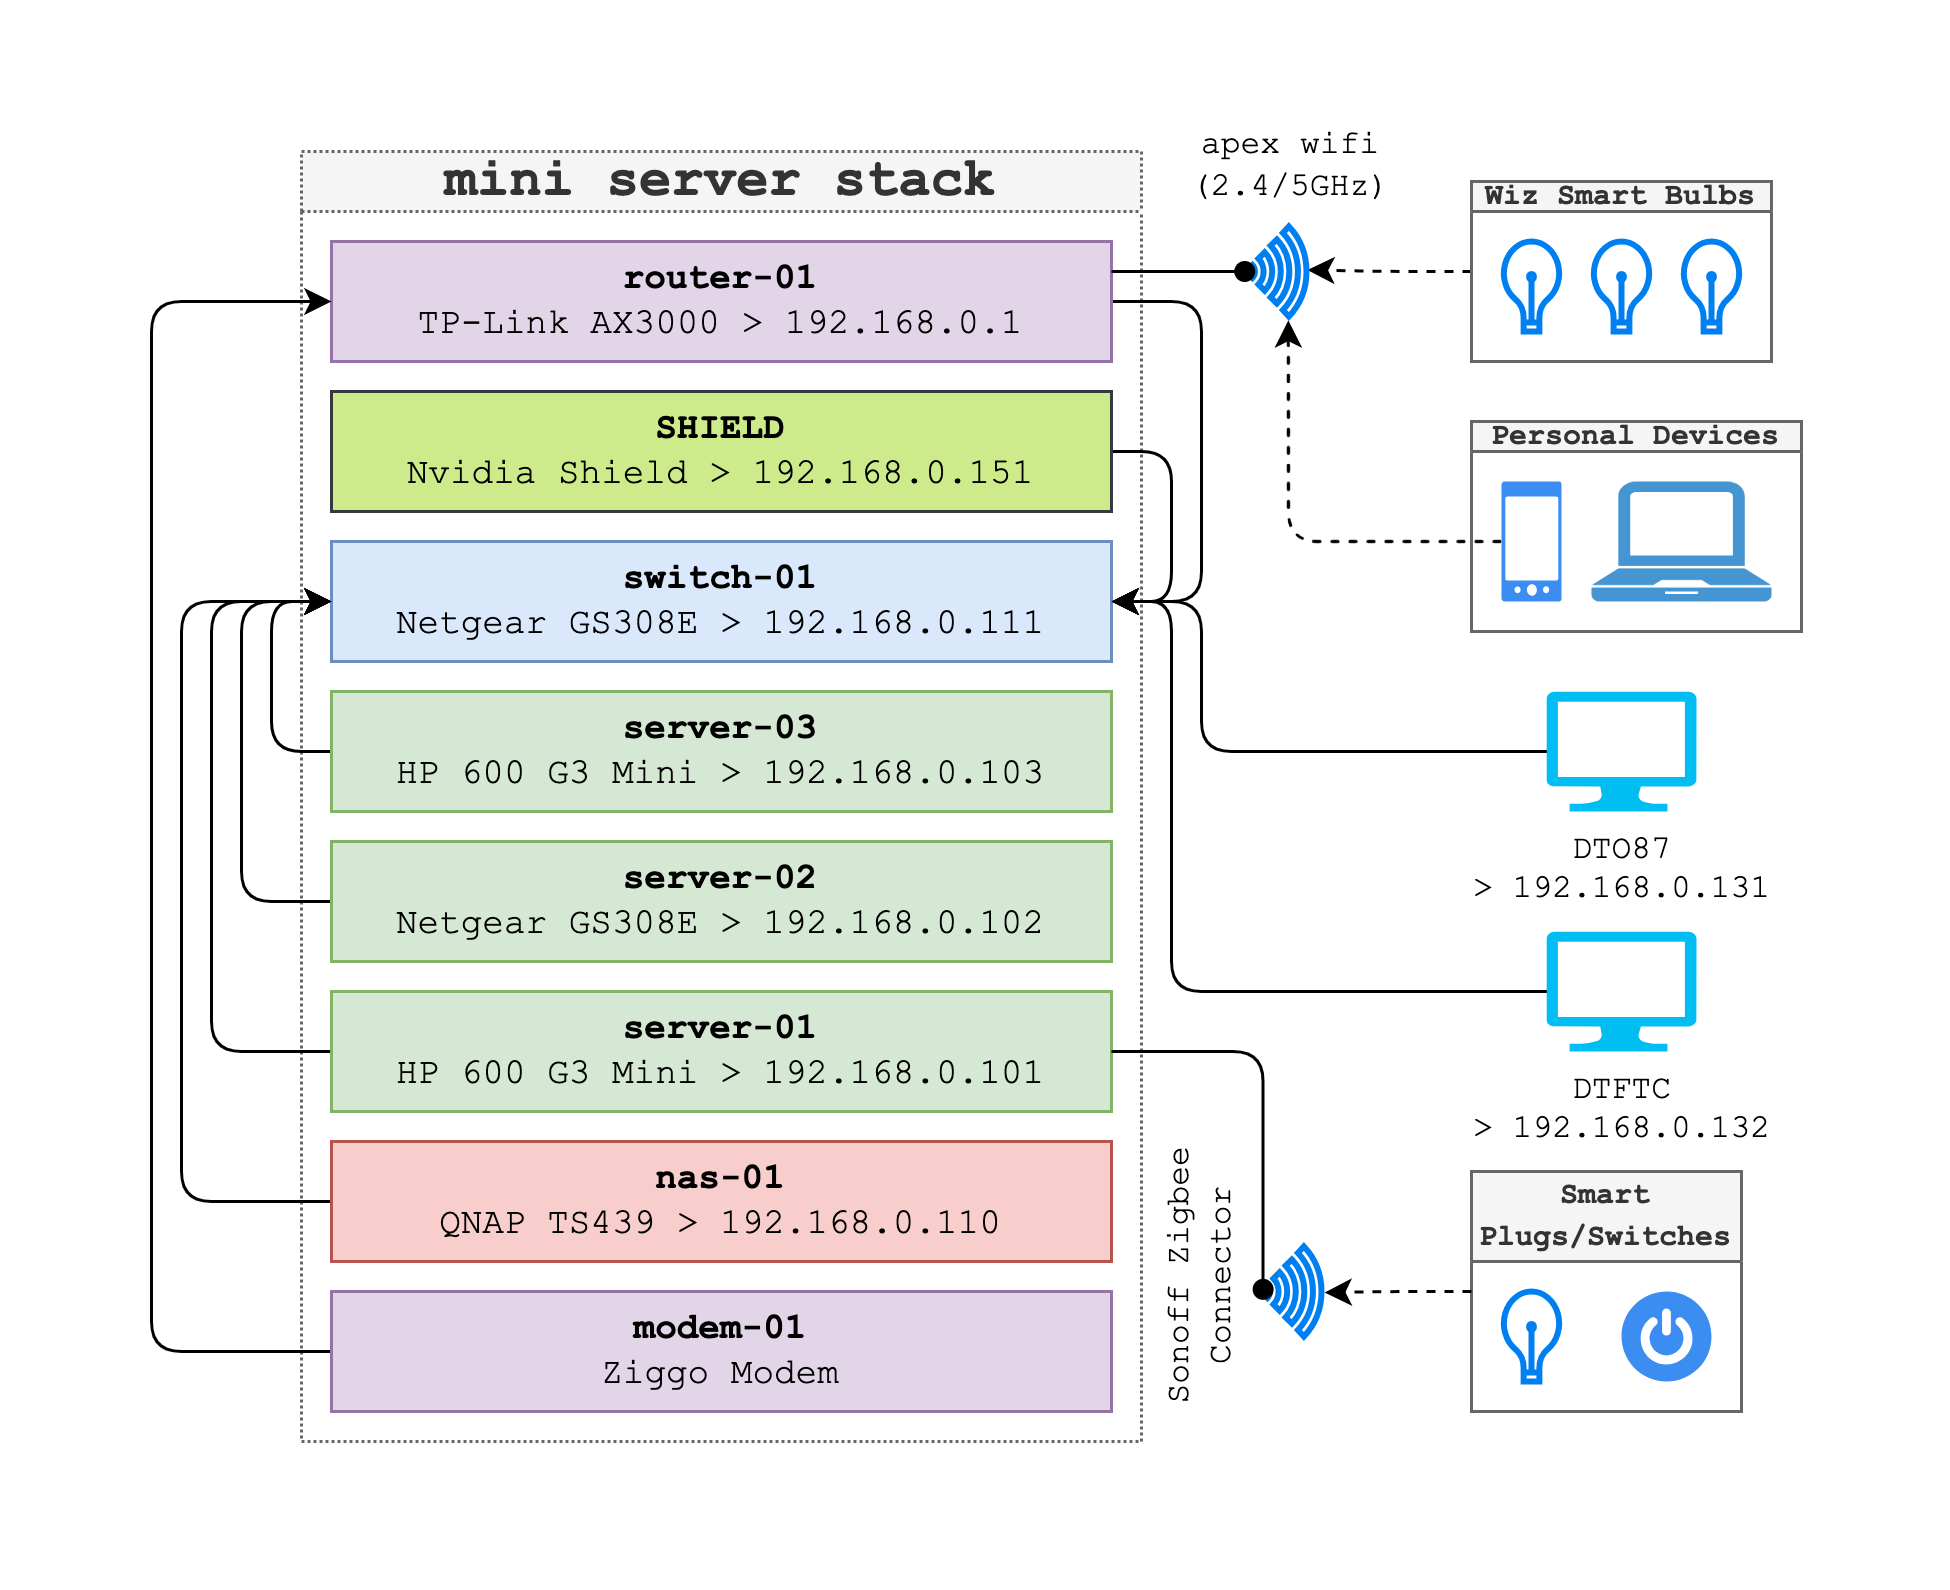 mini server stack
router-01
TP-Link AX3000 > 192.168.0.1
SHIELD
Nvidia Shield > 192.168.0.151
switch-01
Netgear GS308E > 192.168.0.111
server-03
HP 600 G3 Mini > 192.168.0.103
server-02
Netgear GS308E > 192.168.0.102
server-01
HP 600 G3 Mini > 192.168.0.101
nas-01
QNAP TS439 > 192.168.0.110
modem-01
Ziggo Modem
apex wifi
(2.4/5GHz)
Wiz Smart Bulbs
Personal Devices
DTO87
> 192.168.0.131
DTFTC
> 192.168.0.132
Sonoff Zigbee
Connector
Smart
Plugs/Switches